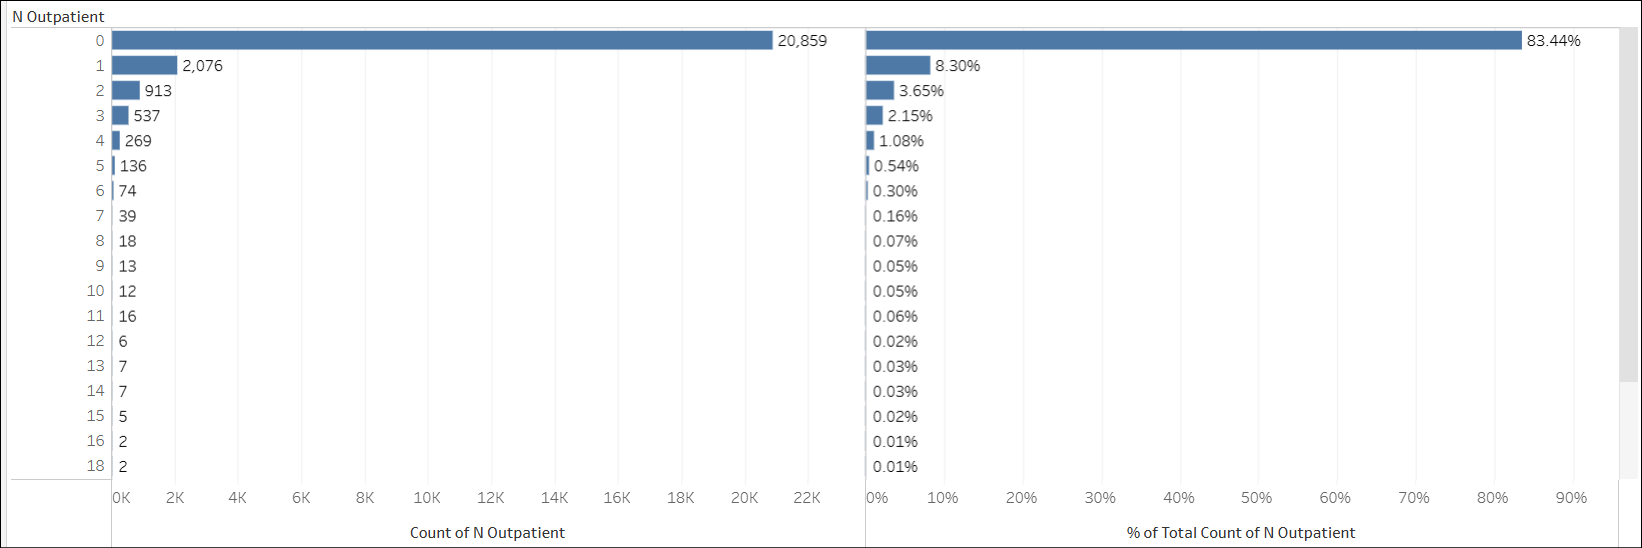 N Outpatient
0 20,859 83.44%
1 2,076 8.30%
2 913 3.65%
3 537 2.15%
4 269 1.08%
5 136 0.54%
6 74 0.30%
7 39 0.16%
8 18 0.07%
9 13 0.05%
10 12 0.05%
11 16 0.06%
12 6 0.02%
13 7 0.03%
14 7 0.03%
15 5 0.02%
16 2 0.01%
18 2 0.01%
0K 2K 4K 6K 8K 10K 12K 14K 16K 18K 20K 22K 0% 10% 20% 30% 40% 50% 60% 70% 80% 90%
Count of N Outpatient % of Total Count of N Outpatient